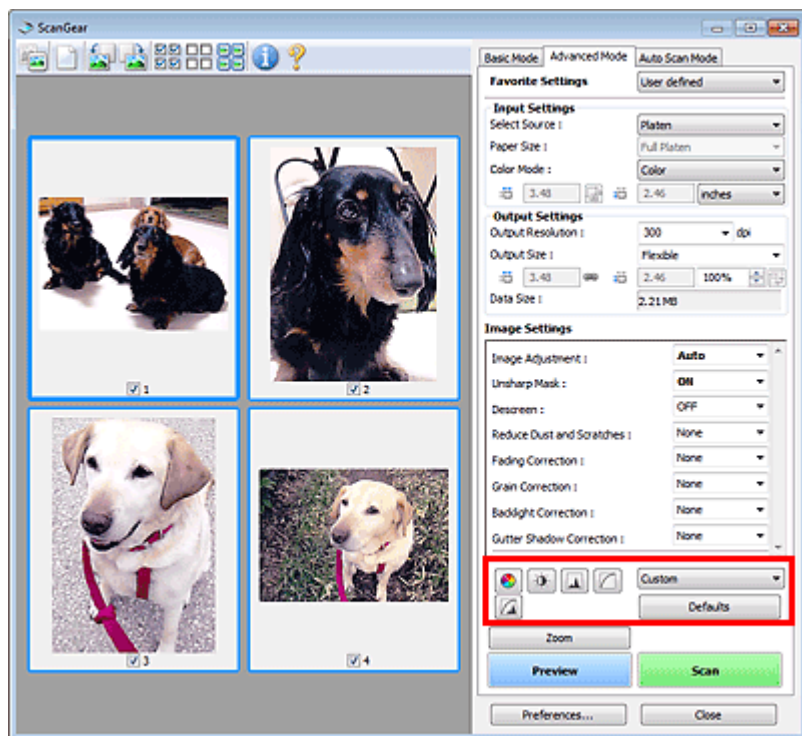 ScanGear
Basic Mode Advanced Mode Auto Scan Mode
Favorite Settings User defined
Input Settings
Select Source : Platen
Paper Size : Full Platen
Color Mode : Color
3.48 2.46 inches
Output Settings
Output Resolution : 300 dpi
Output Size : Flexible
3.48 2.46 100%
Data Size : 2.21 MB
Image Settings
Image Adjustment : Auto
Unsharp Mask : ON
Descreen : OFF
Reduce Dust and Scratches : None
Fading Correction : None
Grain Correction : None
Backlight Correction : None
Gutter Shadow Correction : None
Custom
Defaults
Zoom
Preview Scan
Preferences... Close
1 2
3 4